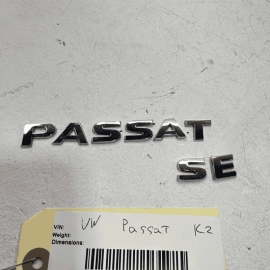 PASSAT
SE
VIN: VW Passat K2
Weight:
Dimensions: